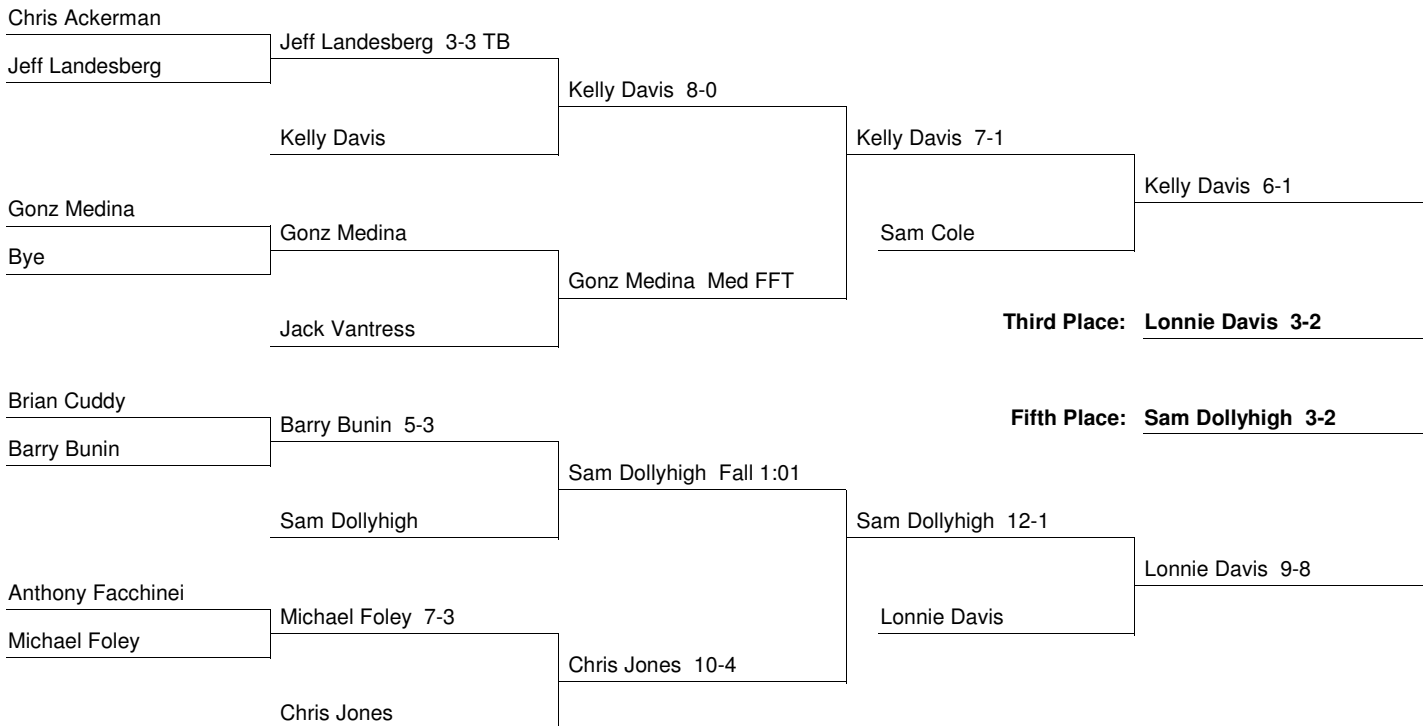 Chris Ackerman
Jeff Landesberg 3-3 TB
Jeff Landesberg
Kelly Davis 8-0
Kelly Davis
Kelly Davis 7-1
Kelly Davis 6-1
Gonz Medina
Gonz Medina
Sam Cole
Bye
Gonz Medina Med FFT
Jack Vantress
Third Place: Lonnie Davis 3-2
Brian Cuddy
Barry Bunin 5-3
Fifth Place: Sam Dollyhigh 3-2
Barry Bunin
Sam Dollyhigh Fall 1:01
Sam Dollyhigh
Sam Dollyhigh 12-1
Lonnie Davis 9-8
Anthony Facchinei
Michael Foley 7-3
Lonnie Davis
Michael Foley
Chris Jones 10-4
Chris Jones